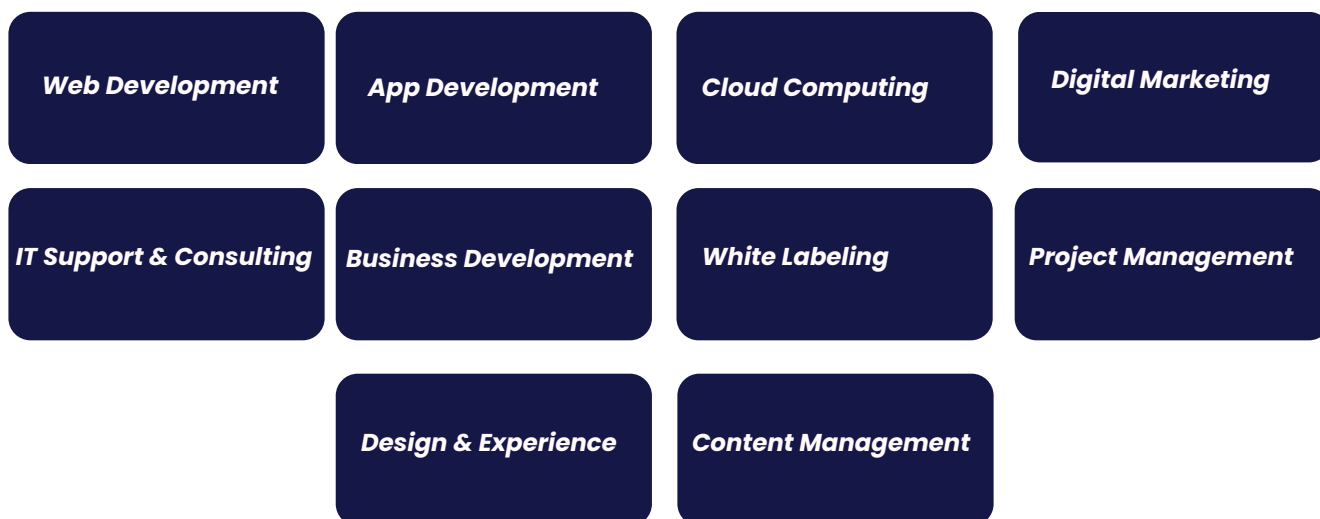 Web Development
App Development
Cloud Computing
Digital Marketing
IT Support & Consulting
Business Development
White Labeling
Project Management
Design & Experience
Content Management